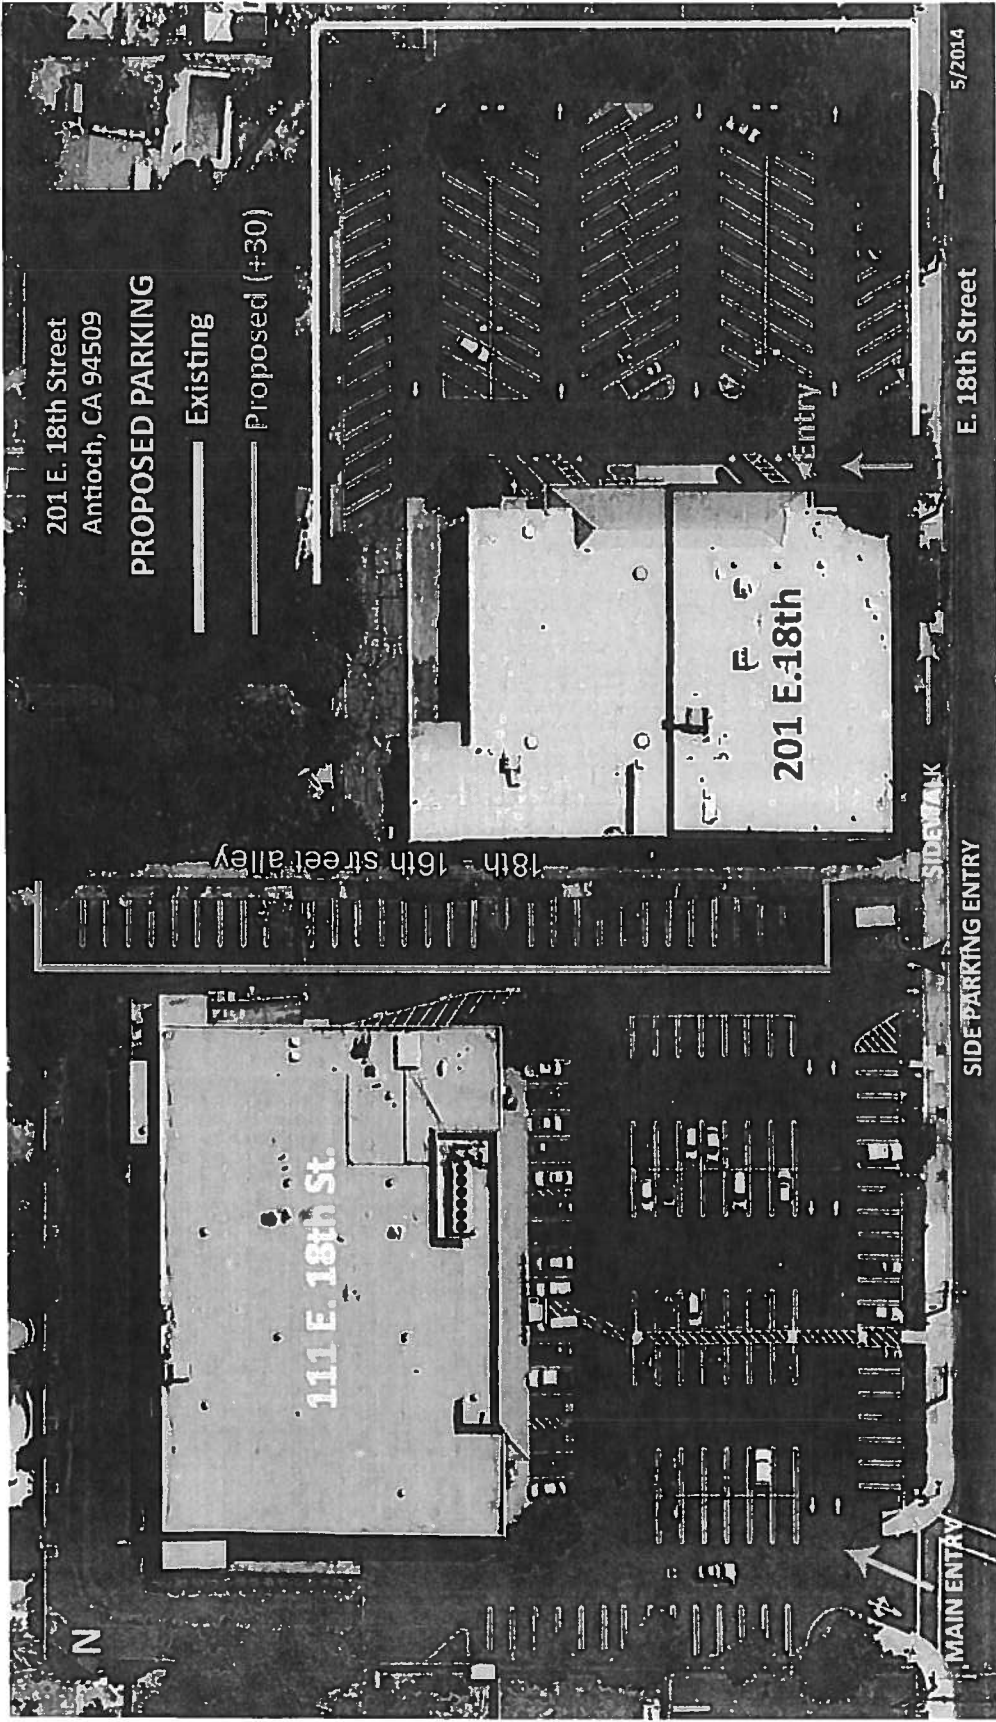 201 E. 18th Street
Antioch, CA 94509
PROPOSED PARKING
Existing
Proposed (+30)
N
111 E. 18th St.
18th - 16th street alley
201 E.18th
Entry
SIDEWALK
MAIN ENTRY
SIDE PARKING ENTRY
E. 18th Street
5/2014